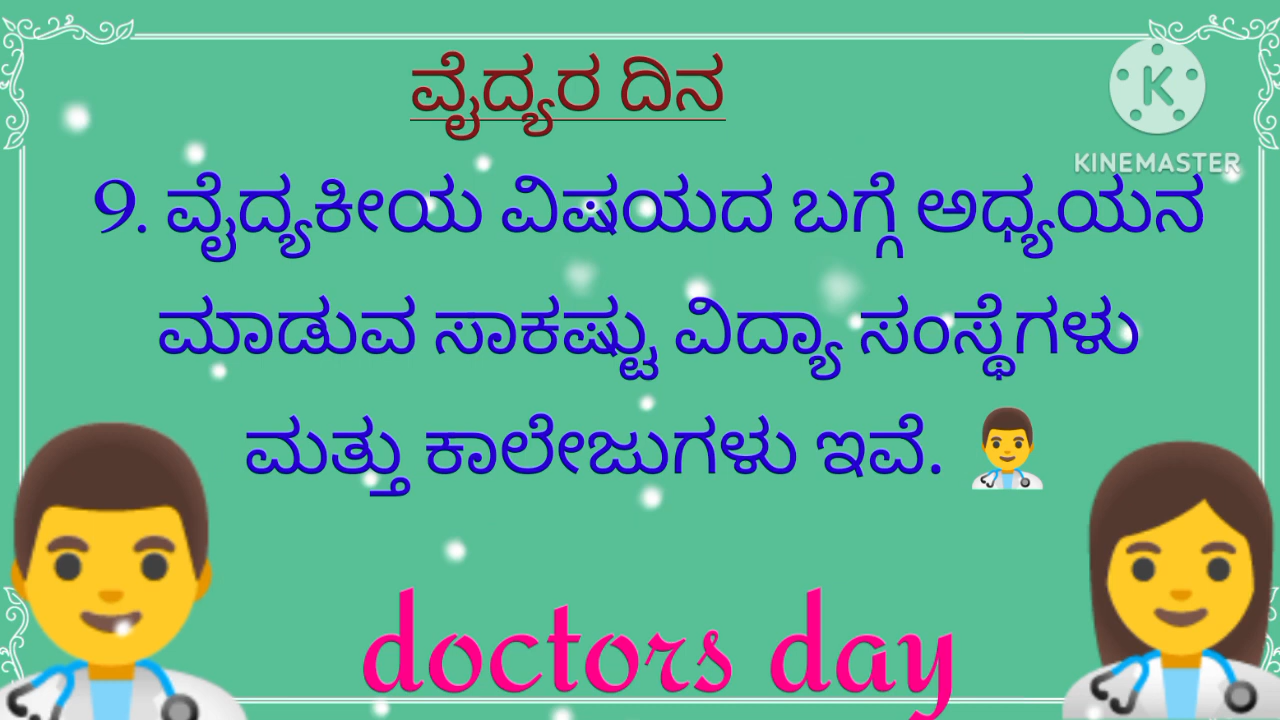 ವೈದ್ಯರ ದಿನ
K
KINEMASTER
9. ವೈದ್ಯಕೀಯ ವಿಷಯದ ಬಗ್ಗೆ ಅಧ್ಯಯನ
ಮಾಡುವ ಸಾಕಷ್ಟು ವಿದ್ಯಾ ಸಂಸ್ಥೆಗಳು
ಮತ್ತು ಕಾಲೇಜುಗಳು ಇವೆ. 👨‍⚕️
doctors day